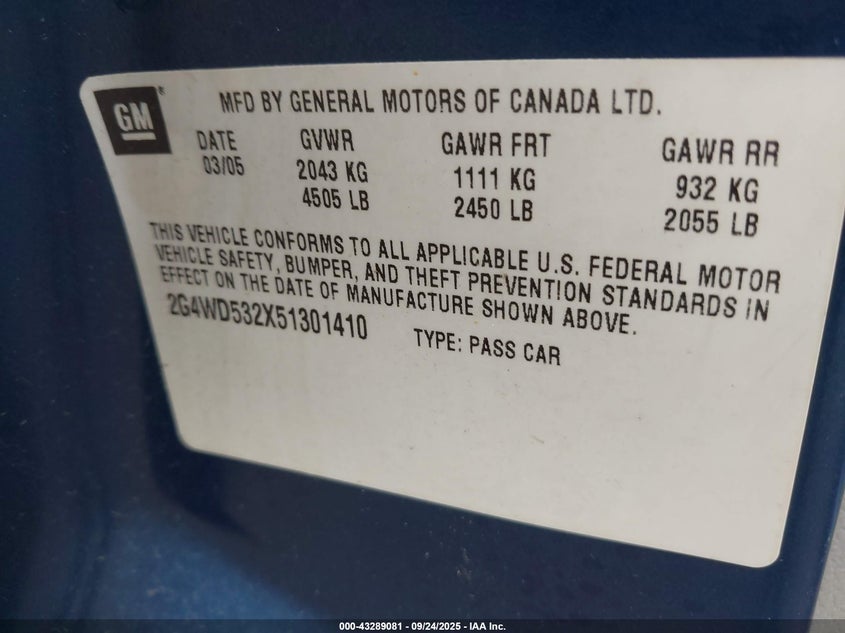 GM®
MFD BY GENERAL MOTORS OF CANADA LTD.
DATE GVWR GAWR FRT GAWR RR
03/05 2043 KG 1111 KG 932 KG
4505 LB 2450 LB 2055 LB
THIS VEHICLE CONFORMS TO ALL APPLICABLE U.S. FEDERAL MOTOR
VEHICLE SAFETY, BUMPER, AND THEFT PREVENTION STANDARDS IN
EFFECT ON THE DATE OF MANUFACTURE SHOWN ABOVE.
2G4WD532X51301410 TYPE: PASS CAR
000-43289081 - 09/24/2025 - IAA Inc.